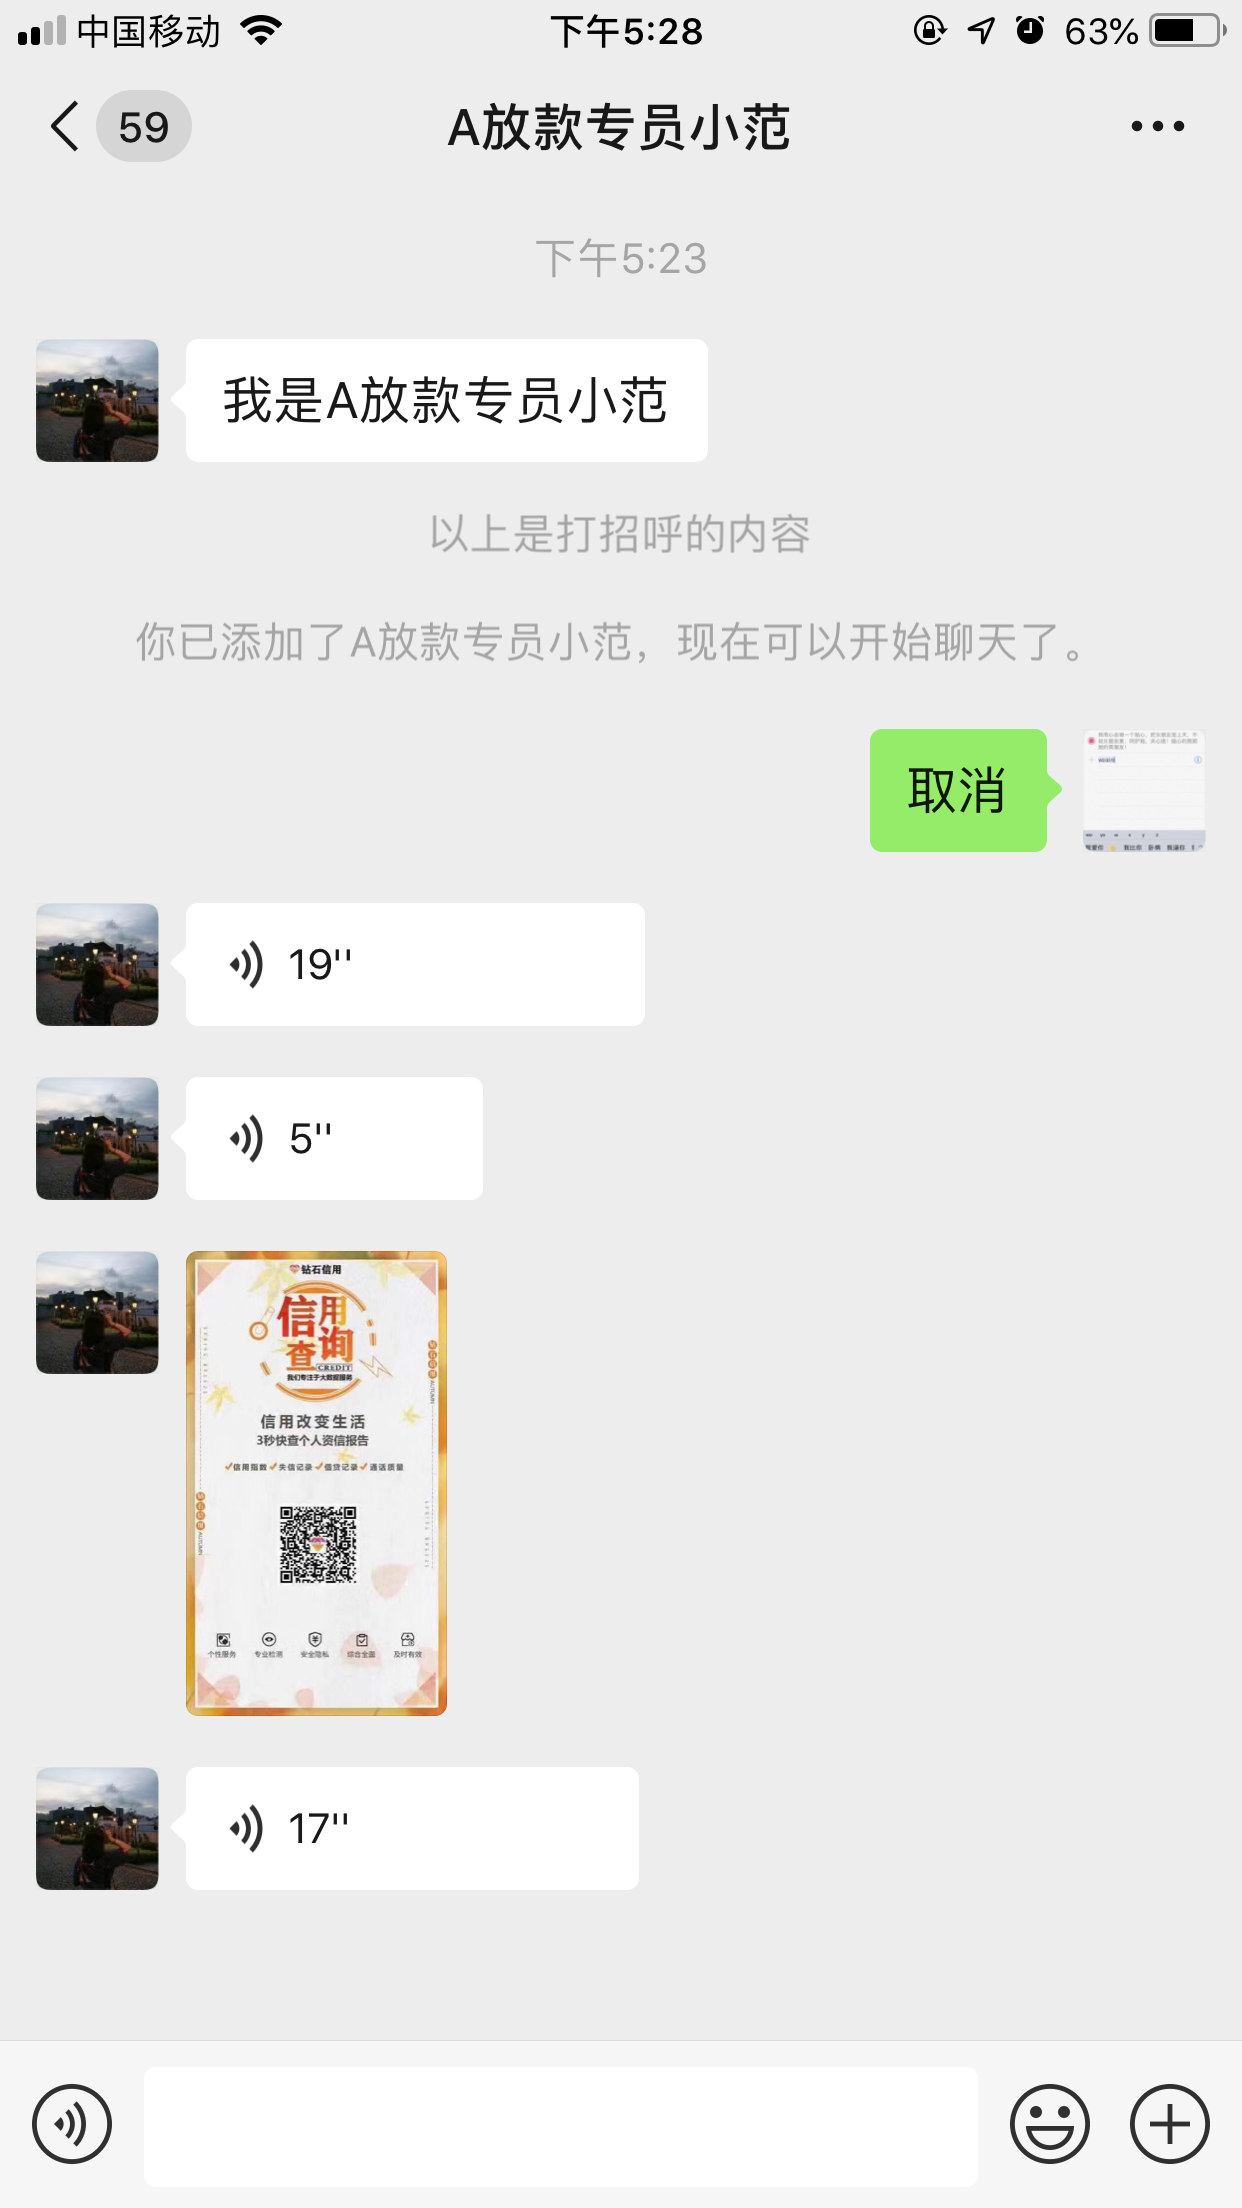 中国移动
下午5:28
63%
59
A放款专员小范
下午5:23
我是A放款专员小范
以上是打招呼的内容
你已添加了A放款专员小范，现在可以开始聊天了。
取消
19''
5''
钻石信用
信用
查询
CREDIT
我们专注于大数据服务
信用改变生活
3秒快查个人资信报告
✓信用指数✓失信记录✓借贷记录✓通话质量
个性服务 专业检测 安全隐私 综合全面 及时有效
17''